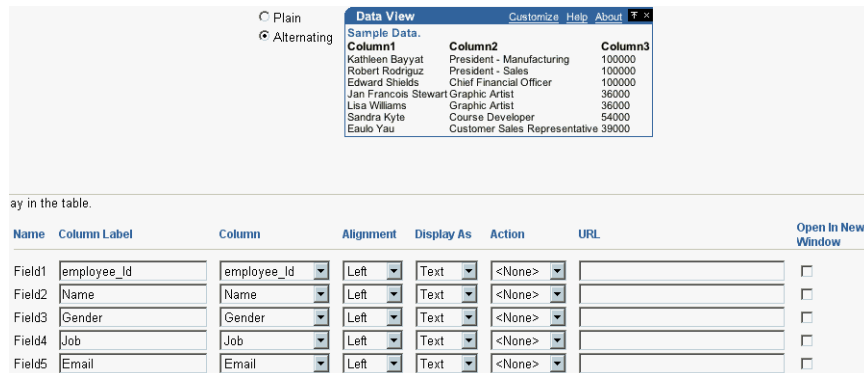 Plain
Alternating
Data View Customize Help About
Sample Data.
Column1 Column2 Column3
Kathleen Bayyat President - Manufacturing 100000
Robert Rodriguz President - Sales 100000
Edward Shields Chief Financial Officer 100000
Jan Francois Stewart Graphic Artist 36000
Lisa Williams Graphic Artist 36000
Sandra Kyte Course Developer 54000
Eaulo Yau Customer Sales Representative 39000
ay in the table.
Name Column Label Column Alignment Display As Action URL Open In New
Window
Field1 employee_Id employee_Id Left Text <None>
Field2 Name Name Left Text <None>
Field3 Gender Gender Left Text <None>
Field4 Job Job Left Text <None>
Field5 Email Email Left Text <None>